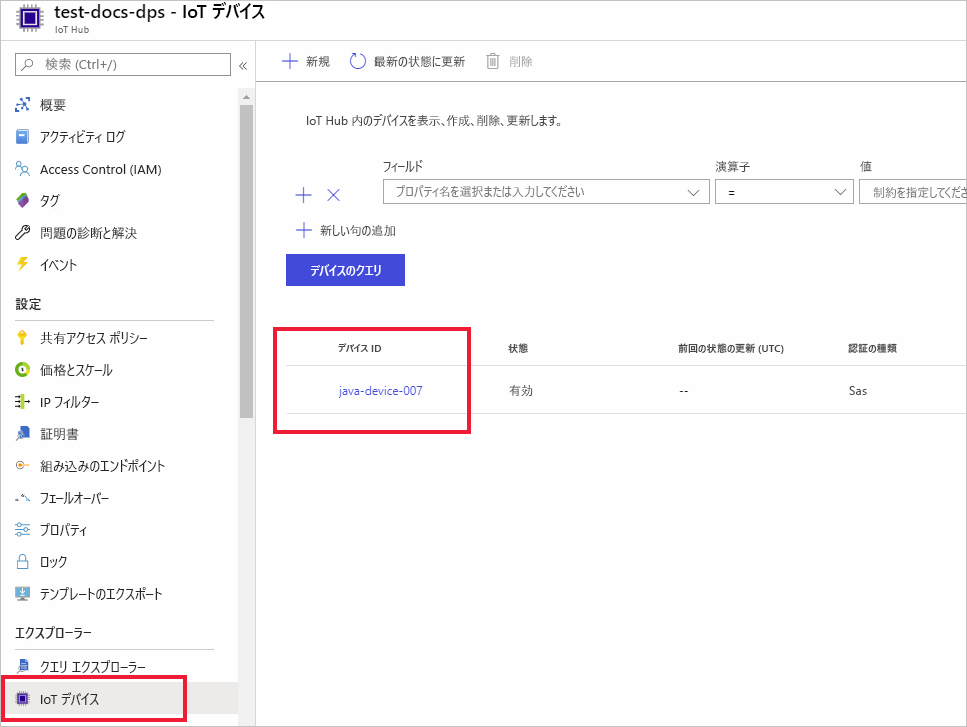 test-docs-dps - IoT デバイス
IoT Hub
検索 (Ctrl+/)
«
概要
アクティビティ ログ
Access Control (IAM)
タグ
問題の診断と解決
イベント
設定
共有アクセス ポリシー
価格とスケール
IP フィルター
証明書
組み込みのエンドポイント
フェールオーバー
プロパティ
ロック
テンプレートのエクスポート
エクスプローラー
クエリ エクスプローラー
IoT デバイス
新規 最新の状態に更新 削除
IoT Hub 内のデバイスを表示、作成、削除、更新します。
フィールド 演算子 値
プロパティ名を選択または入力してください = 制約を指定してくださ
新しい句の追加
デバイスのクエリ
デバイス ID 状態 前回の状態の更新 (UTC) 認証の種類
java-device-007 有効 -- Sas